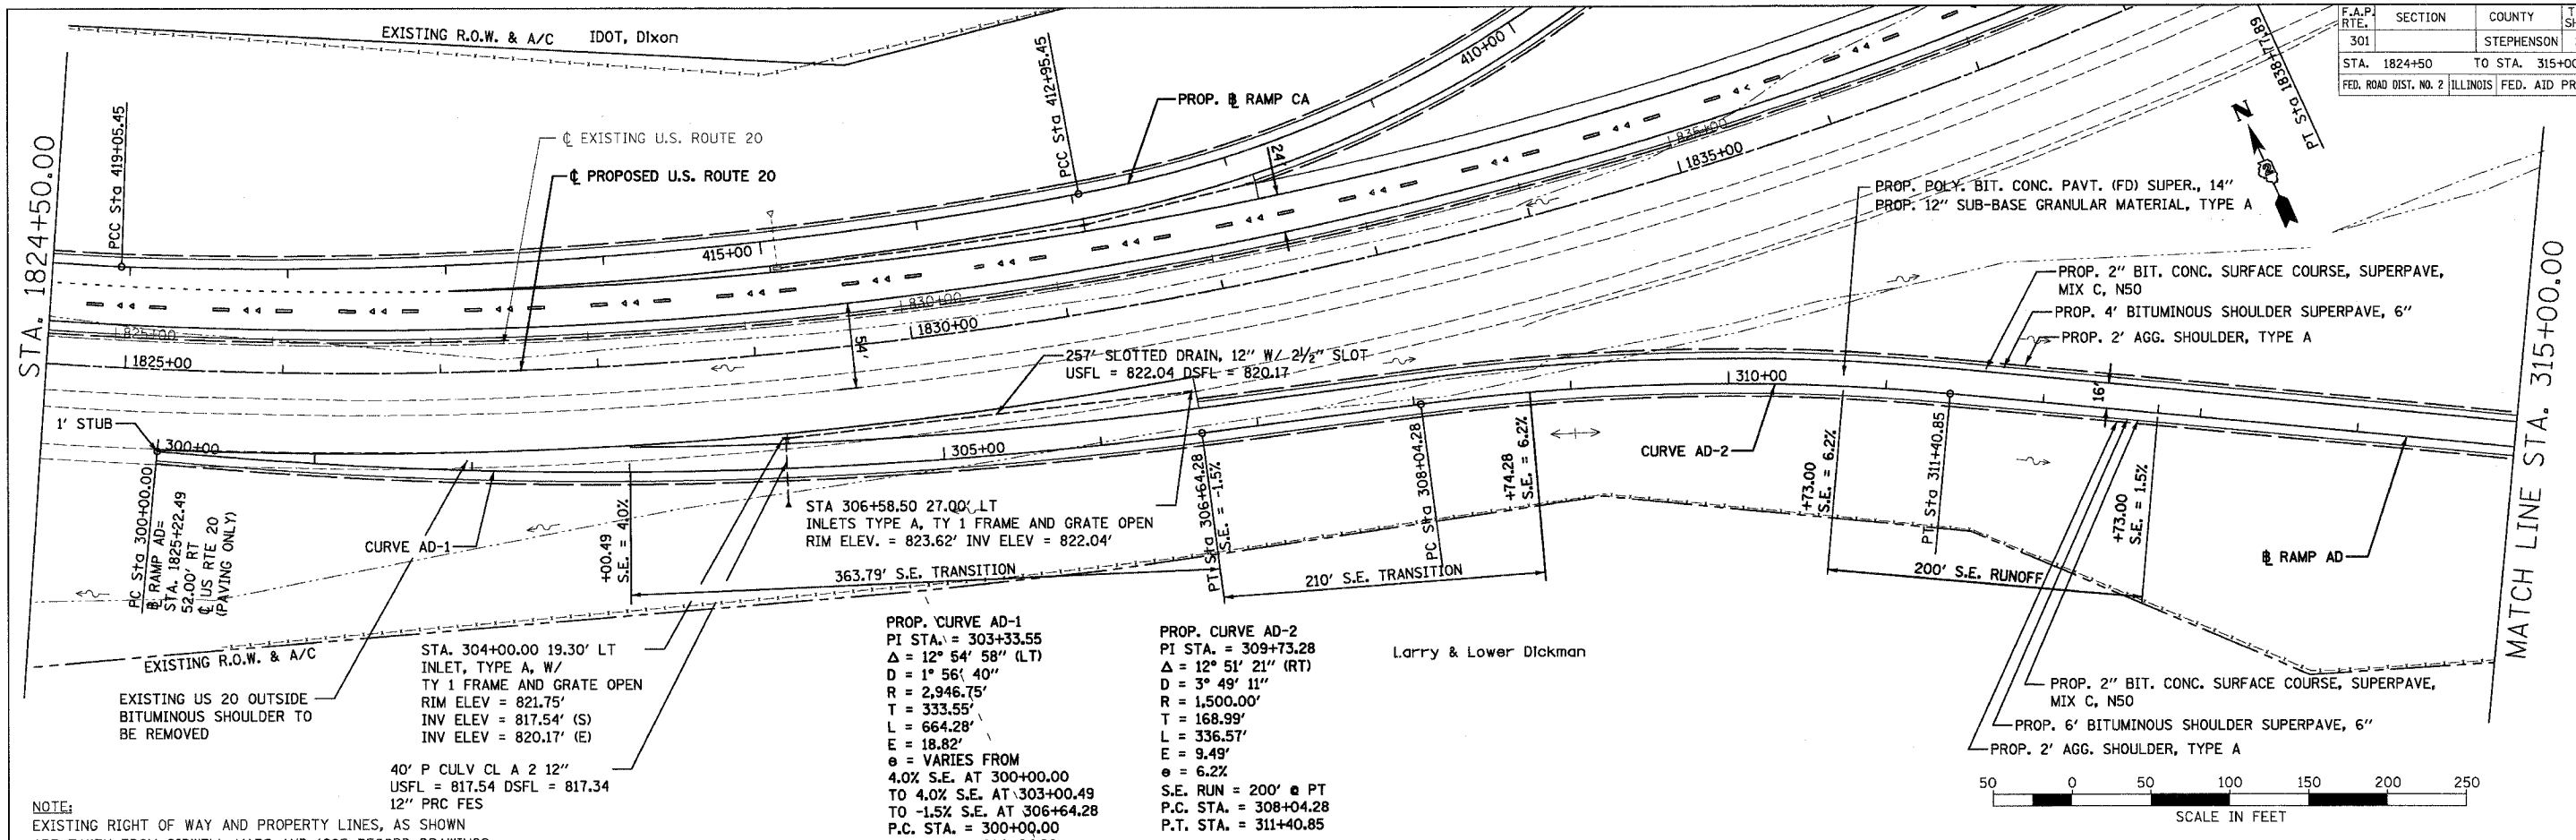 EXISTING R.O.W. & A/C
IDOT, Dixon
STA. 1824+50.00
PCC Sta 419+05.45
℄ EXISTING U.S. ROUTE 20
℄ PROPOSED U.S. ROUTE 20
PCC Sta 412+95.45
PROP. ℄ RAMP CA
410+00
415+00
24'
1836+00
1835+00
830+00
1830+00
1825+00
1825+00
54'
PT Sta 1838+47.89
F.A.P. RTE.
SECTION
COUNTY
301
STEPHENSON
STA. 1824+50 TO STA. 315+00
FED. ROAD DIST. NO. 2
ILLINOIS
FED. AID PR
N
PROP. POLY. BIT. CONC. PAVT. (FD) SUPER., 14"
PROP. 12" SUB-BASE GRANULAR MATERIAL, TYPE A
PROP. 2" BIT. CONC. SURFACE COURSE, SUPERPAVE,
MIX C, N50
PROP. 4' BITUMINOUS SHOULDER SUPERPAVE, 6"
PROP. 2' AGG. SHOULDER, TYPE A
257' SLOTTED DRAIN, 12" W/ 2½" SLOT
USFL = 822.04 DSFL = 820.17
1' STUB
300+00
305+00
310+00
16'
MATCH LINE STA. 315+00.00
PC Sta 300+00.00
B RAMP AD=
STA. 1825+22.49
52.00' RT
℄ US RTE 20
(PAVING ONLY)
CURVE AD-1
+00.49
S.E. = 4.0%
STA 306+58.50 27.00' LT
INLETS TYPE A, TY 1 FRAME AND GRATE OPEN
RIM ELEV. = 823.62' INV ELEV = 822.04'
363.79' S.E. TRANSITION
PT Sta 306+64.28
S.E. = -1.5%
210' S.E. TRANSITION
PC Sta 308+04.28
+74.28
S.E. = 6.2%
CURVE AD-2
+73.00
S.E. = 6.2%
PT Sta 311+40.85
200' S.E. RUNOFF
+73.00
S.E. = 1.5%
B RAMP AD
EXISTING R.O.W. & A/C
EXISTING US 20 OUTSIDE
BITUMINOUS SHOULDER TO
BE REMOVED
STA. 304+00.00 19.30' LT
INLET, TYPE A, W/
TY 1 FRAME AND GRATE OPEN
RIM ELEV = 821.75'
INV ELEV = 817.54' (S)
INV ELEV = 820.17' (E)
40' P CULV CL A 2 12"
USFL = 817.54 DSFL = 817.34
12" PRC FES
PROP. CURVE AD-1
PI STA. = 303+33.55
Δ = 12° 54' 58" (LT)
D = 1° 56' 40"
R = 2,946.75'
T = 333.55'
L = 664.28'
E = 18.82'
e = VARIES FROM
4.0% S.E. AT 300+00.00
TO 4.0% S.E. AT 303+00.49
TO -1.5% S.E. AT 306+64.28
P.C. STA. = 300+00.00
PROP. CURVE AD-2
PI STA. = 309+73.28
Δ = 12° 51' 21" (RT)
D = 3° 49' 11"
R = 1,500.00'
T = 168.99'
L = 336.57'
E = 9.49'
e = 6.2%
S.E. RUN = 200' @ PT
P.C. STA. = 308+04.28
P.T. STA. = 311+40.85
Larry & Lower Dickman
PROP. 2" BIT. CONC. SURFACE COURSE, SUPERPAVE,
MIX C, N50
PROP. 6' BITUMINOUS SHOULDER SUPERPAVE, 6"
PROP. 2' AGG. SHOULDER, TYPE A
50 0 50 100 150 200 250
SCALE IN FEET
NOTE:
EXISTING RIGHT OF WAY AND PROPERTY LINES, AS SHOWN